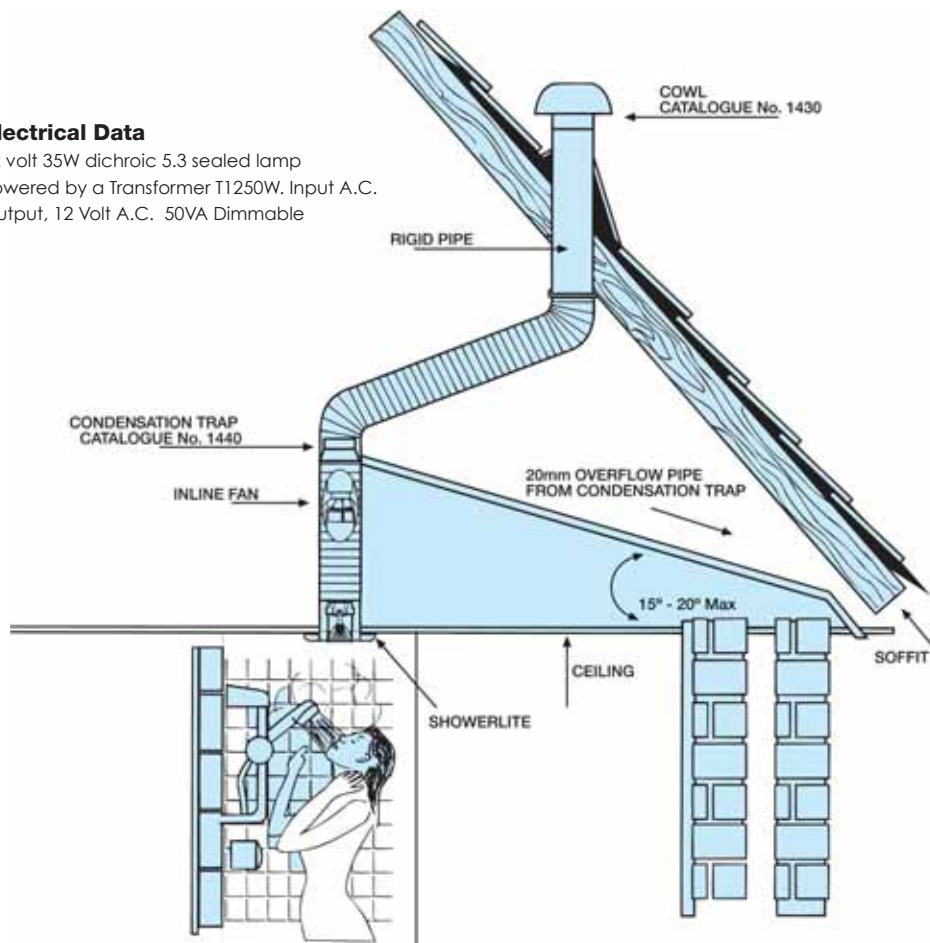 COWL
CATALOGUE No. 1430
lectrical Data
volt 35W dichroic 5.3 sealed lamp
owered by a Transformer T1250W. Input A.C.
utput, 12 Volt A.C. 50VA Dimmable
RIGID PIPE
CONDENSATION TRAP
CATALOGUE No. 1440
20mm OVERFLOW PIPE
FROM CONDENSATION TRAP
INLINE FAN
15º - 20º Max
SOFFIT
CEILING
SHOWERLITE